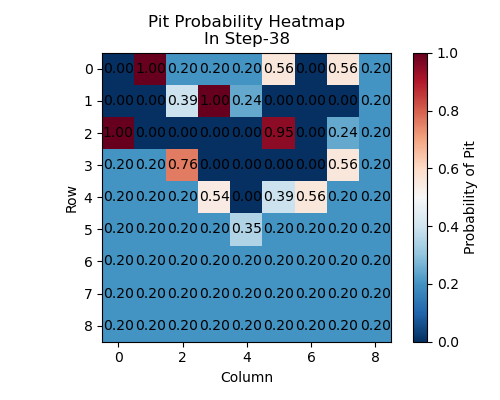 Pit Probability Heatmap
In Step-38
0 0.00 1.00 0.20 0.20 0.20 0.56 0.00 0.56 0.20
1 0.00 0.00 0.39 1.00 0.24 0.00 0.00 0.00 0.20
2 1.00 0.00 0.00 0.00 0.00 0.95 0.00 0.24 0.20
3 0.20 0.20 0.76 0.00 0.00 0.00 0.00 0.56 0.20
4 0.20 0.20 0.20 0.54 0.00 0.39 0.56 0.20 0.20
5 0.20 0.20 0.20 0.20 0.35 0.20 0.20 0.20 0.20
6 0.20 0.20 0.20 0.20 0.20 0.20 0.20 0.20 0.20
7 0.20 0.20 0.20 0.20 0.20 0.20 0.20 0.20 0.20
8 0.20 0.20 0.20 0.20 0.20 0.20 0.20 0.20 0.20
0 2 4 6 8
Column
Row
1.0
0.8
0.6
0.4
0.2
0.0
Probability of Pit